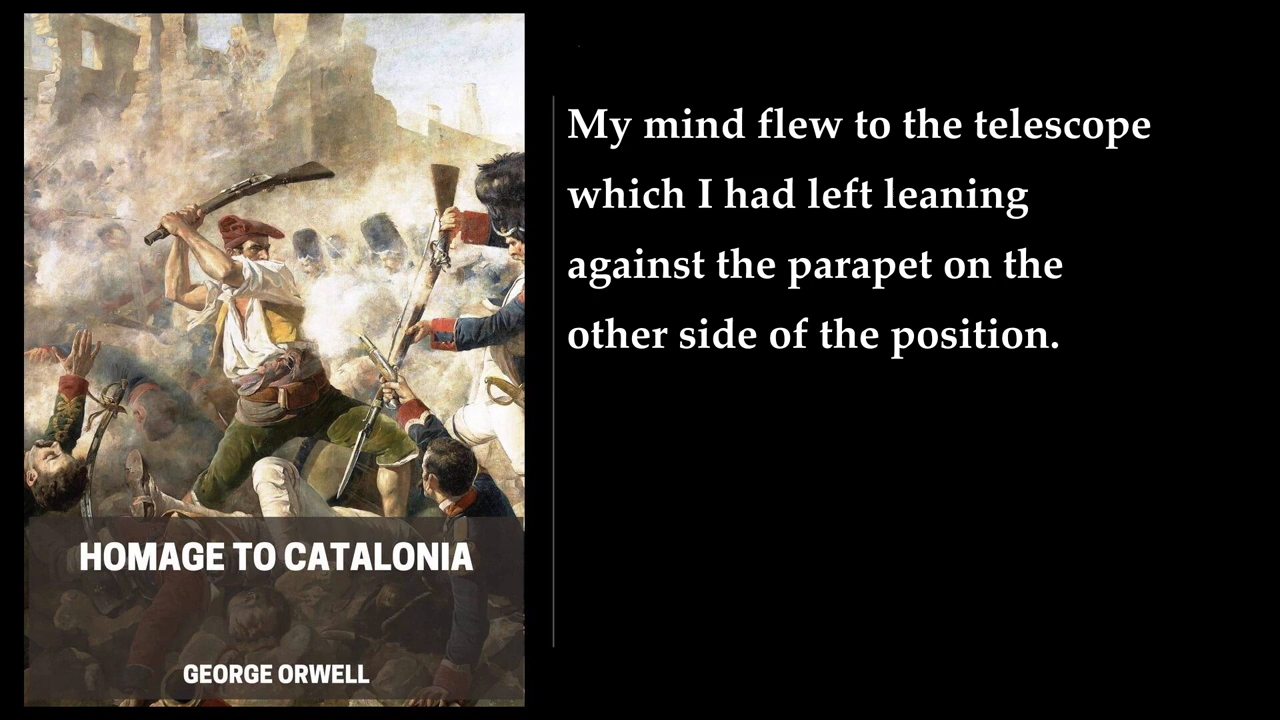 My mind flew to the telescope
which I had left leaning
against the parapet on the
other side of the position.
HOMAGE TO CATALONIA
GEORGE ORWELL